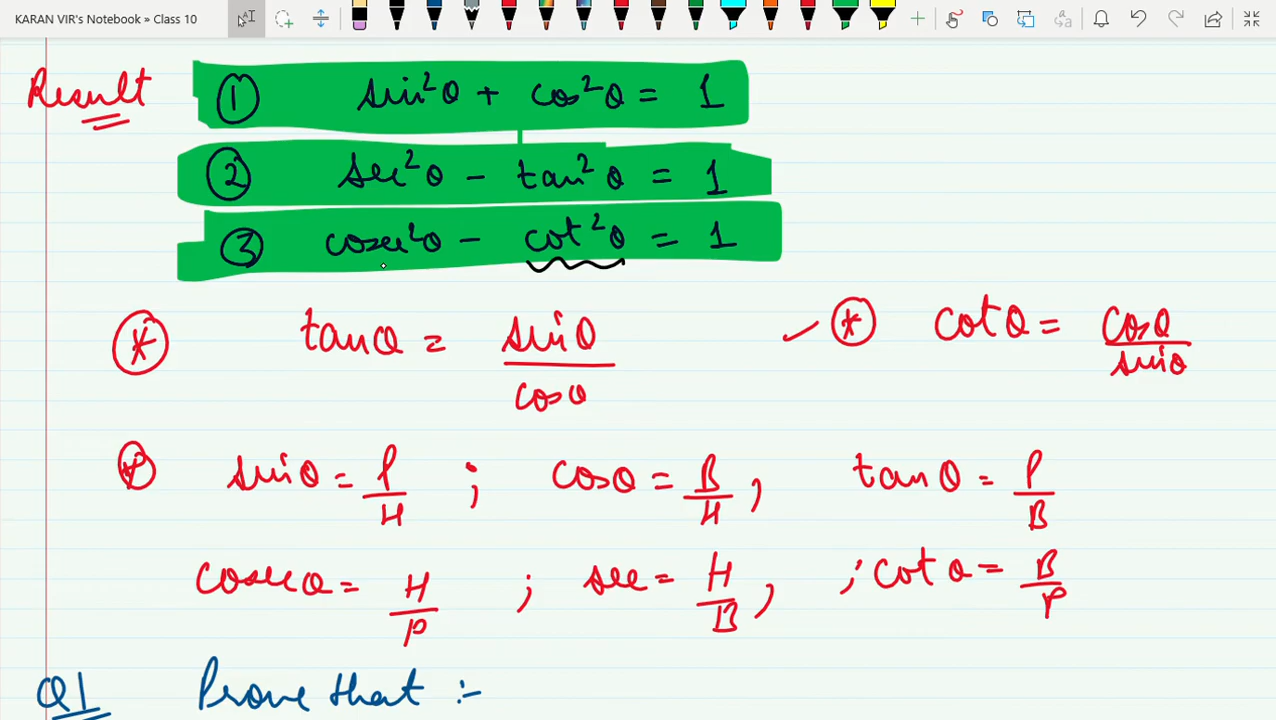 KARAN VIR's Notebook » Class 10
Result
① sin²θ + cos²θ = 1
② sec²θ - tan²θ = 1
③ cosec²θ - cot²θ = 1
⊛ tanθ = sinθ/cosθ ✓ ⊛ cotθ = cosθ/sinθ
⊛ sinθ = P/H ; cosθ = B/H , tanθ = P/B
cosecθ = H/P ; sec = H/B , ; cotθ = B/P
Q1 Prove that :-